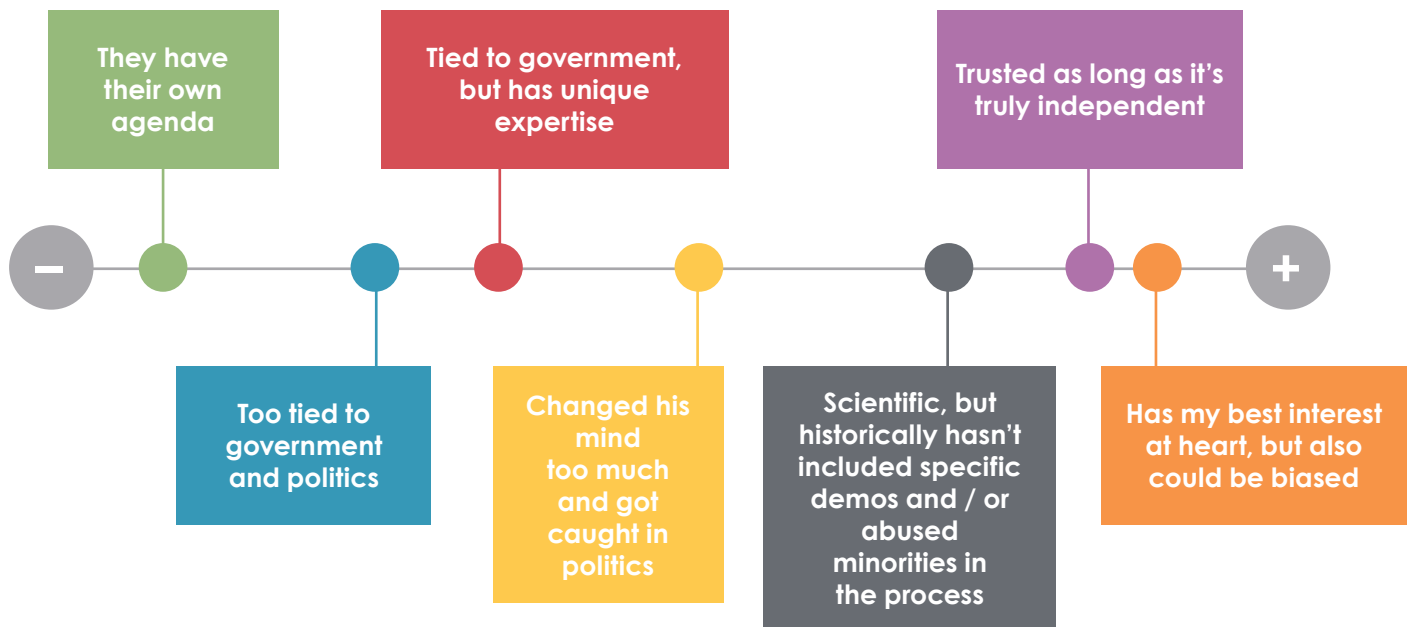 They have
their own
agenda
Tied to government,
but has unique
expertise
Trusted as long as it’s
truly independent
–
+
Too tied to
government
and politics
Changed his
mind
too much
and got
caught in
politics
Scientific, but
historically hasn’t
included specific
demos and / or
abused
minorities in
the process
Has my best interest
at heart, but also
could be biased